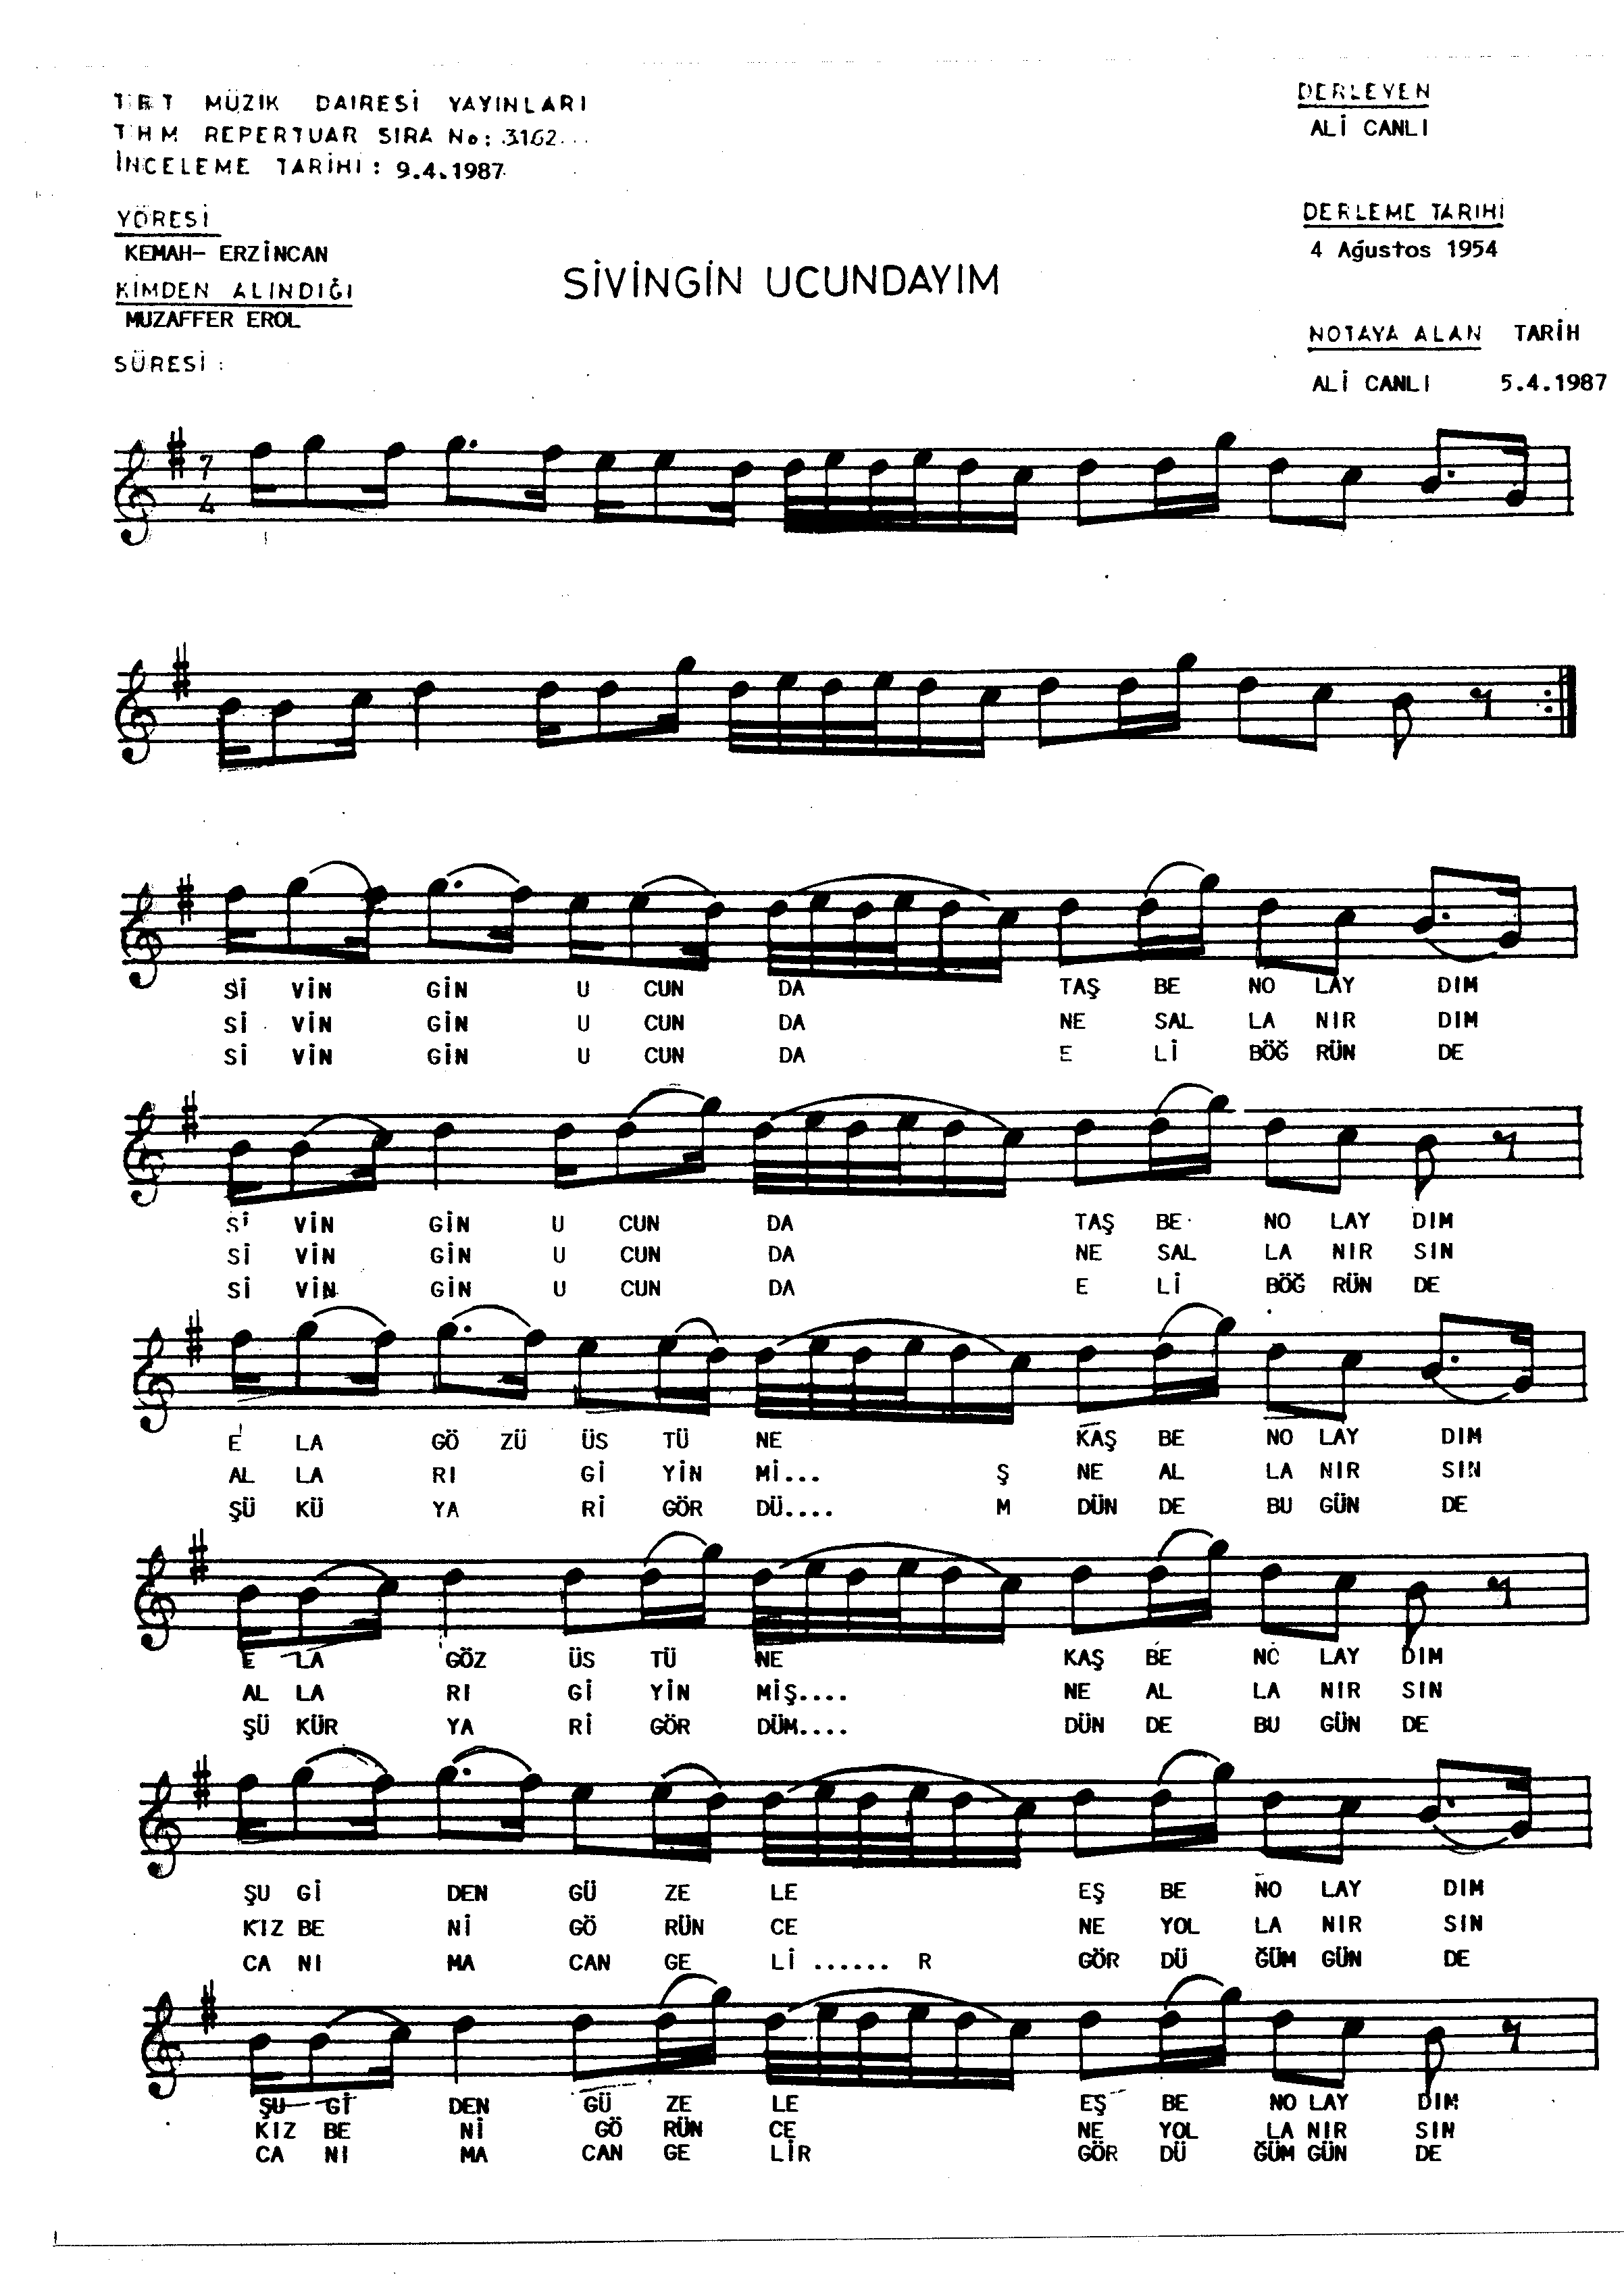 TRT MÜZİK DAİRESİ YAYINLARI
THM REPERTUAR SIRA No: 3162
İNCELEME TARİHİ : 9.4.1987
YÖRESİ
KEMAH- ERZİNCAN
KİMDEN ALINDIĞI
MUZAFFER EROL
SÜRESİ :
SİVİNGİN UCUNDAYIM
DERLEYEN
ALİ CANLI
DERLEME TARIHI
4 Ağustos 1954
NOTAYA ALAN TARİH
ALİ CANLI 5.4.1987
7
4
Sİ VİN GİN U CUN DA TAŞ BE NO LAY DIM
Sİ VİN GİN U CUN DA NE SAL LA NIR DIM
Sİ VİN GİN U CUN DA E Lİ BÖĞ RÜN DE
Sİ VİN GİN U CUN DA TAŞ BE NO LAY DIM
Sİ VİN GİN U CUN DA NE SAL LA NIR SIN
Sİ VİN GİN U CUN DA E Lİ BÖĞ RÜN DE
E LA GÖ ZÜ ÜS TÜ NE KAŞ BE NO LAY DIM
AL LA RI Gİ YİN Mİ... Ş NE AL LA NIR SIN
ŞÜ KÜ YA Rİ GÖR DÜ.... M DÜN DE BU GÜN DE
E LA GÖZ ÜS TÜ NE KAŞ BE NO LAY DIM
AL LA RI Gİ YİN MİŞ.... NE AL LA NIR SIN
ŞÜ KÜR YA Rİ GÖR DÜM.... DÜN DE BU GÜN DE
ŞU Gİ DEN GÜ ZE LE EŞ BE NO LAY DIM
KIZ BE Nİ GÖ RÜN CE NE YOL LA NIR SIN
CA NI MA CAN GE Lİ ...... R GÖR DÜ ĞÜM GÜN DE
ŞU Gİ DEN GÜ ZE LE EŞ BE NO LAY DIM
KIZ BE Nİ GÖ RÜN CE NE YOL LA NIR SIN
CA NI MA CAN GE LİR GÖR DÜ ĞÜM GÜN DE